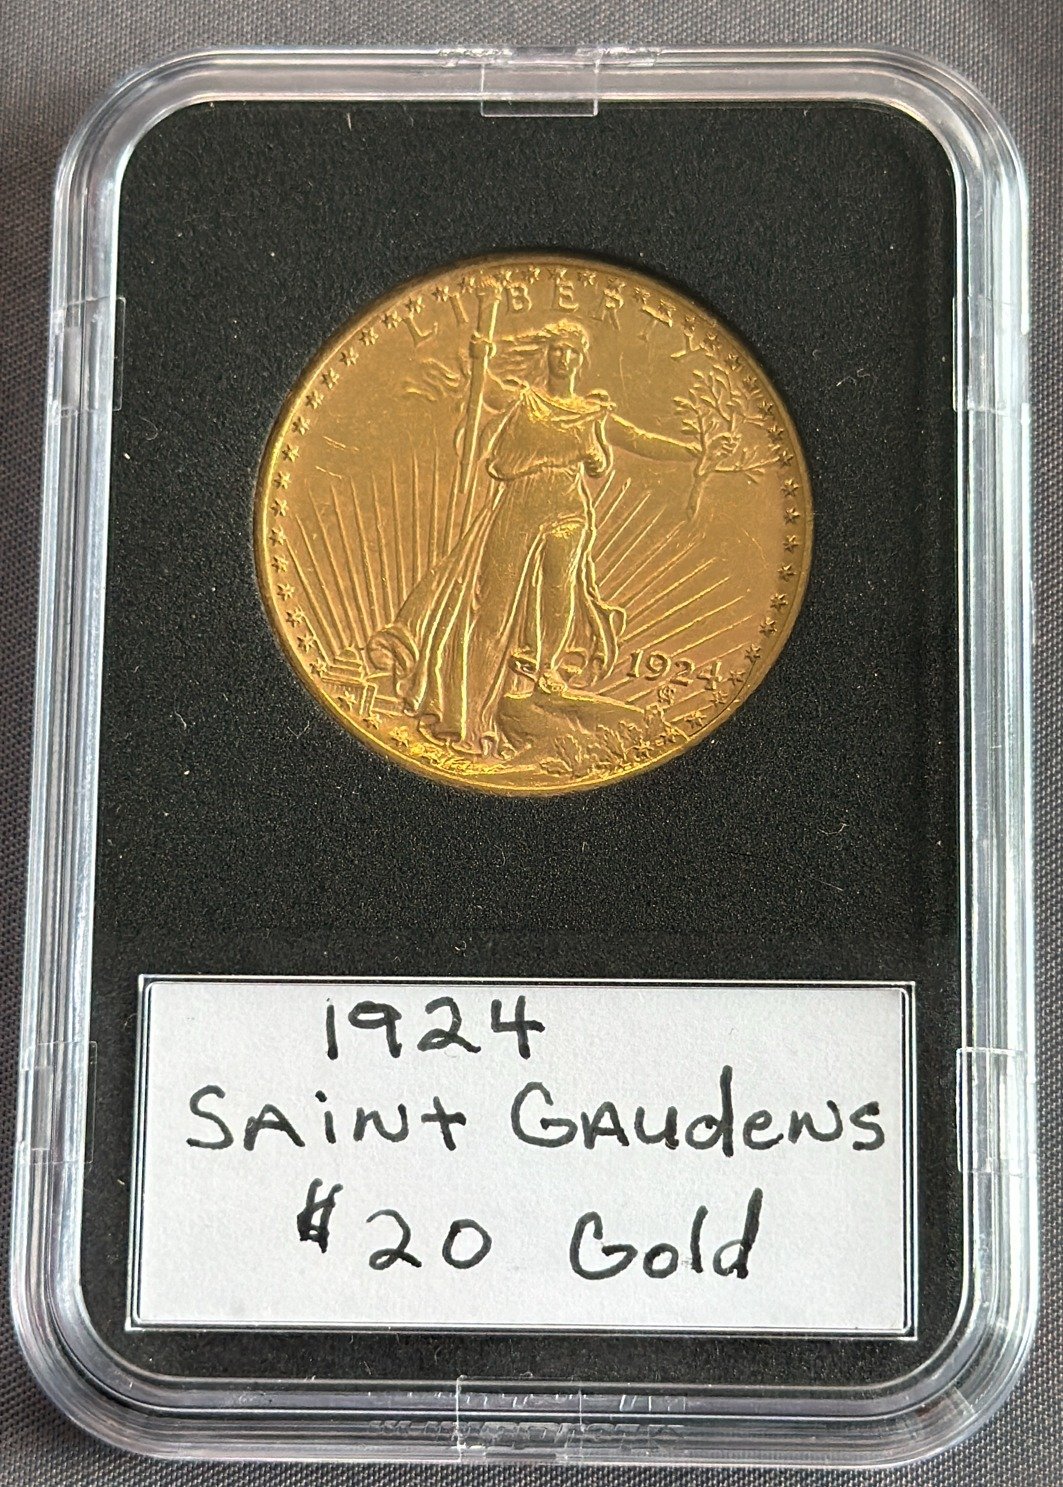 LIBERTY
1924
1924
SAiNt GAudeNS
$20 Gold